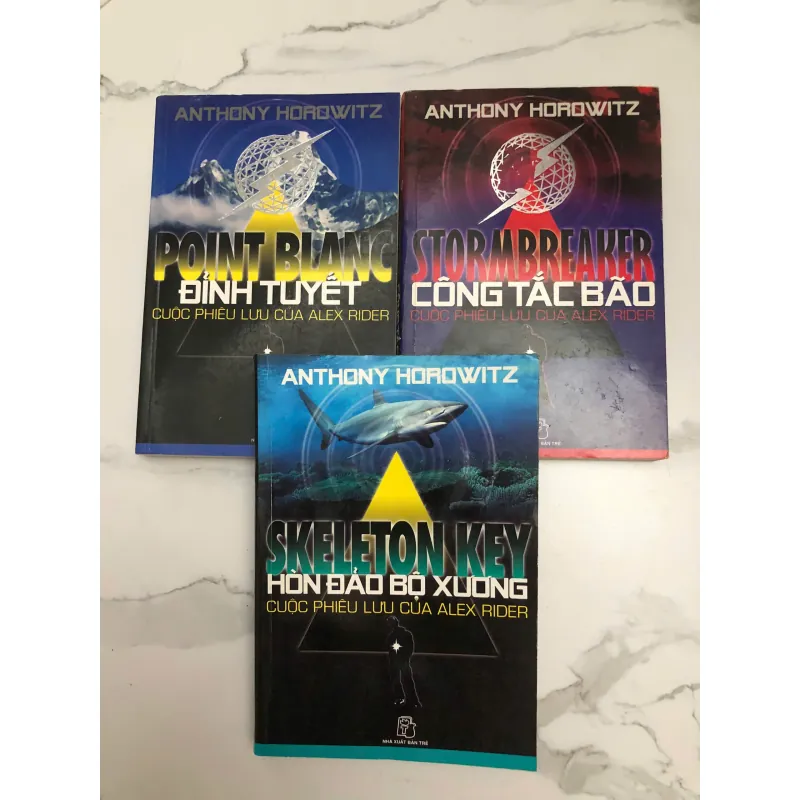 ANTHONY HOROWITZ
POINT BLANC
ĐỈNH TUYẾT
CUỘC PHIÊU LƯU CỦA ALEX RIDER
ANTHONY HOROWITZ
STORMBREAKER
CÔNG TẮC BÃO
CUỘC PHIÊU LƯU CỦA ALEX RIDER
BẢN TRẺ
ANTHONY HOROWITZ
SKELETON KEY
HÒN ĐẢO BỘ XƯƠNG
CUỘC PHIÊU LƯU CỦA ALEX RIDER
NHÀ XUẤT BẢN TRẺ